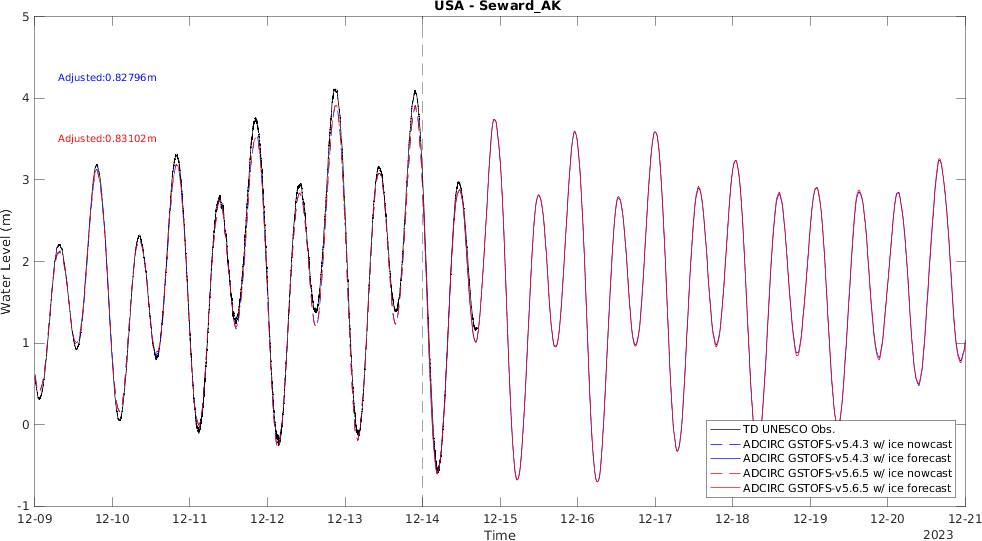 USA - Seward_AK
5
4
3
2
1
0
-1
Water Level (m)
Adjusted:0.82796m
Adjusted:0.83102m
TD UNESCO Obs.
ADCIRC GSTOFS-v5.4.3 w/ ice nowcast
ADCIRC GSTOFS-v5.4.3 w/ ice forecast
ADCIRC GSTOFS-v5.6.5 w/ ice nowcast
ADCIRC GSTOFS-v5.6.5 w/ ice forecast
12-09 12-10 12-11 12-12 12-13 12-14 12-15 12-16 12-17 12-18 12-19 12-20 12-21
Time
2023